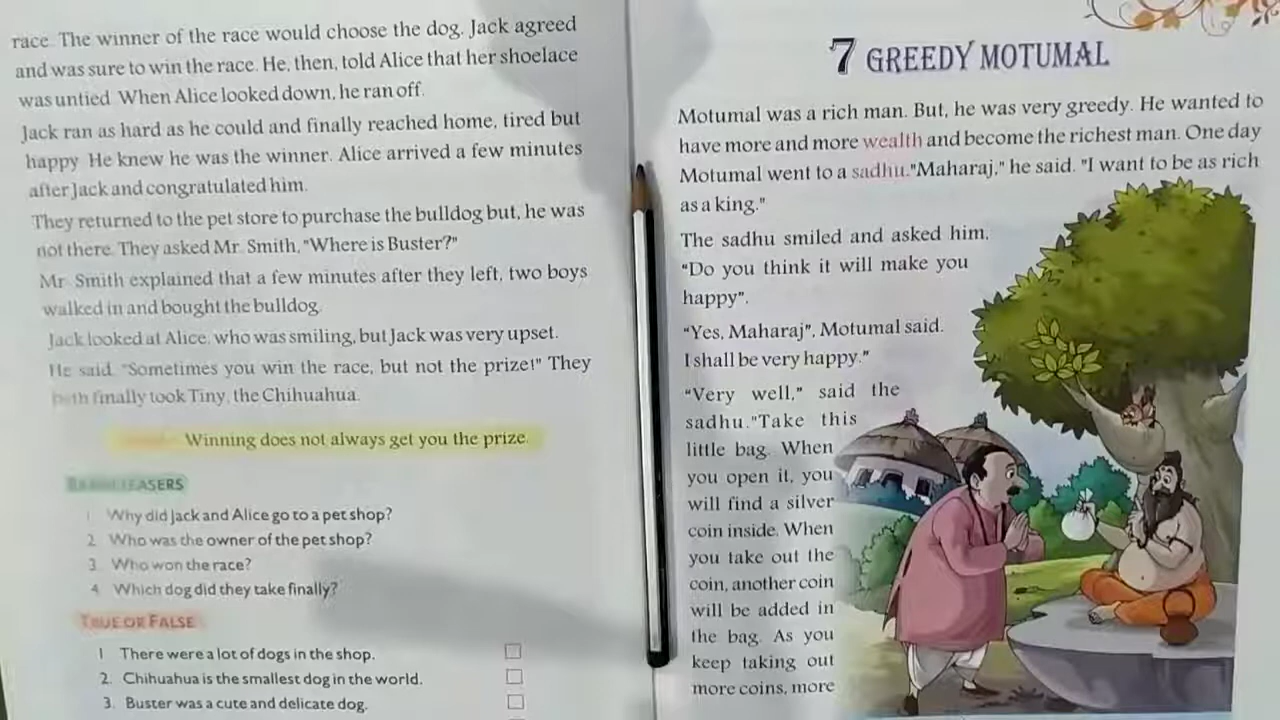 race. The winner of the race would choose the dog. Jack agreed
and was sure to win the race. He, then, told Alice that her shoelace
was untied. When Alice looked down, he ran off.
Jack ran as hard as he could and finally reached home, tired but
happy. He knew he was the winner. Alice arrived a few minutes
after Jack and congratulated him.
They returned to the pet store to purchase the bulldog but, he was
not there. They asked Mr. Smith, "Where is Buster?"
Mr. Smith explained that a few minutes after they left, two boys
walked in and bought the bulldog.
Jack looked at Alice, who was smiling, but Jack was very upset.
He said, "Sometimes you win the race, but not the prize!" They
both finally took Tiny, the Chihuahua.
Winning does not always get you the prize.
BRAIN TEASERS
1 Why did Jack and Alice go to a pet shop?
2. Who was the owner of the pet shop?
3. Who won the race?
4. Which dog did they take finally?
TRUE OR FALSE
1 There were a lot of dogs in the shop.
2. Chihuahua is the smallest dog in the world.
3. Buster was a cute and delicate dog.
7 GREEDY MOTUMAL
Motumal was a rich man. But, he was very greedy. He wanted to
have more and more wealth and become the richest man. One day
Motumal went to a sadhu."Maharaj," he said. "I want to be as rich
as a king."
The sadhu smiled and asked him,
"Do you think it will make you
happy".
"Yes, Maharaj", Motumal said.
I shall be very happy."
"Very well," said the
sadhu."Take this
little bag. When
you open it, you
will find a silver
coin inside. When
you take out the
coin, another coin
will be added in
the bag. As you
keep taking out
more coins, more